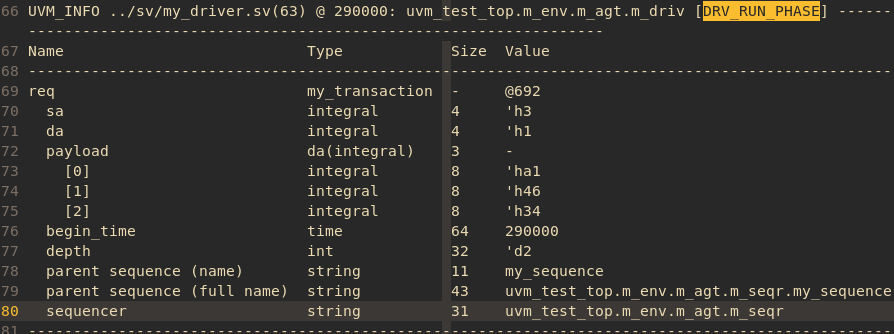 66 UVM_INFO ../sv/my_driver.sv(63) @ 290000: uvm_test_top.m_env.m_agt.m_driv [DRV_RUN_PHASE] ------
----------------------------------------------------------------
67 Name                           Type            Size  Value
68 ------------------------------------------------------------------------------------------------
69 req                            my_transaction  -     @692
70   sa                           integral        4     'h3
71   da                           integral        4     'h1
72   payload                      da(integral)    3     -
73     [0]                        integral        8     'ha1
74     [1]                        integral        8     'h46
75     [2]                        integral        8     'h34
76   begin_time                   time            64    290000
77   depth                        int             32    'd2
78   parent sequence (name)       string          11    my_sequence
79   parent sequence (full name)  string          43    uvm_test_top.m_env.m_agt.m_seqr.my_sequence
80   sequencer                    string          31    uvm_test_top.m_env.m_agt.m_seqr
81 ------------------------------------------------------------------------------------------------